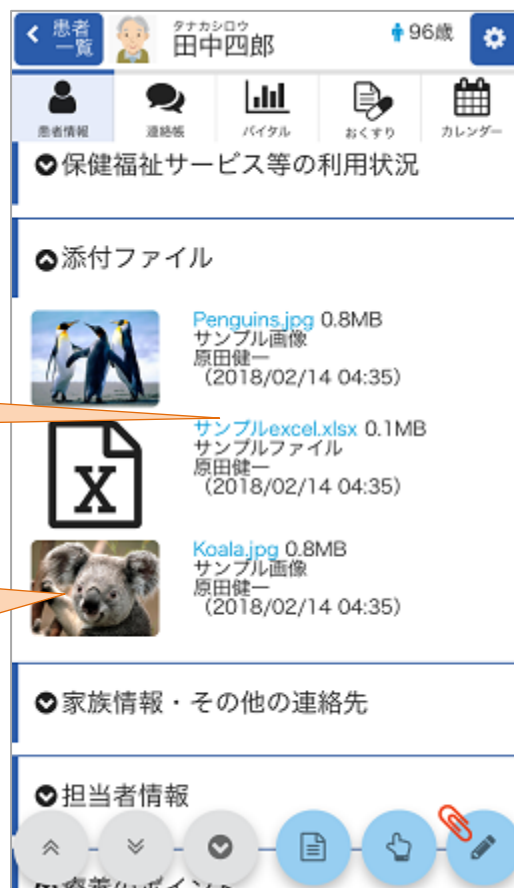 患者
一覧
タナカシロウ
田中四郎
96歳
患者情報
連絡帳
バイタル
おくすり
カレンダー
保健福祉サービス等の利用状況
添付ファイル
Penguins.jpg 0.8MB
サンプル画像
原田健一
（2018/02/14 04:35）
サンプルexcel.xlsx 0.1MB
サンプルファイル
原田健一
（2018/02/14 04:35）
X
Koala.jpg 0.8MB
サンプル画像
原田健一
（2018/02/14 04:35）
家族情報・その他の連絡先
担当者情報
療養のポイント